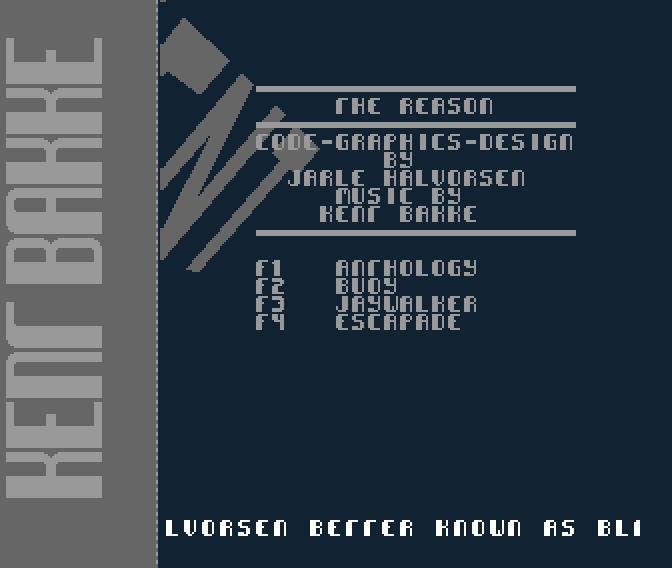 KENT BAKKE
THE REASON
CODE-GRAPHICS-DESIGN
BY
JARLE HALVORSEN
MUSIC BY
KENT BAKKE
F1 ANTHOLOGY
F2 BUOY
F3 JAYWALKER
F4 ESCAPADE
LVORSEN BETTER KNOWN AS BLI